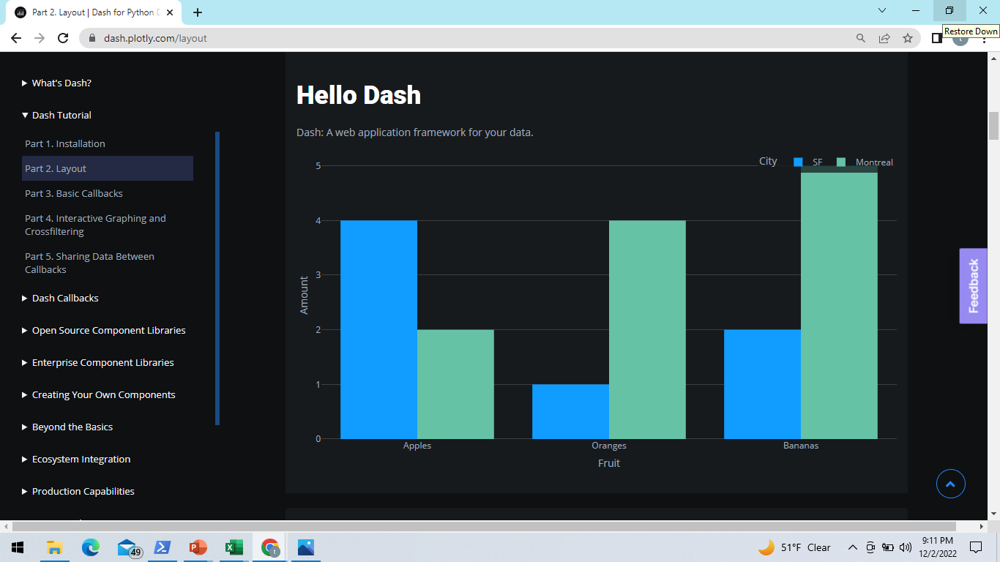 Part 2. Layout | Dash for Python
Restore Down
dash.plotly.com/layout
t
What's Dash?
Dash Tutorial
Part 1. Installation
Part 2. Layout
Part 3. Basic Callbacks
Part 4. Interactive Graphing and
Crossfiltering
Part 5. Sharing Data Between
Callbacks
Dash Callbacks
Open Source Component Libraries
Enterprise Component Libraries
Creating Your Own Components
Beyond the Basics
Ecosystem Integration
Production Capabilities
Hello Dash
Dash: A web application framework for your data.
City SF Montreal
5
4
3
2
1
0
Amount
Apples Oranges Bananas
Fruit
Feedback
49
P
X
t
51°F Clear
9:11 PM
12/2/2022